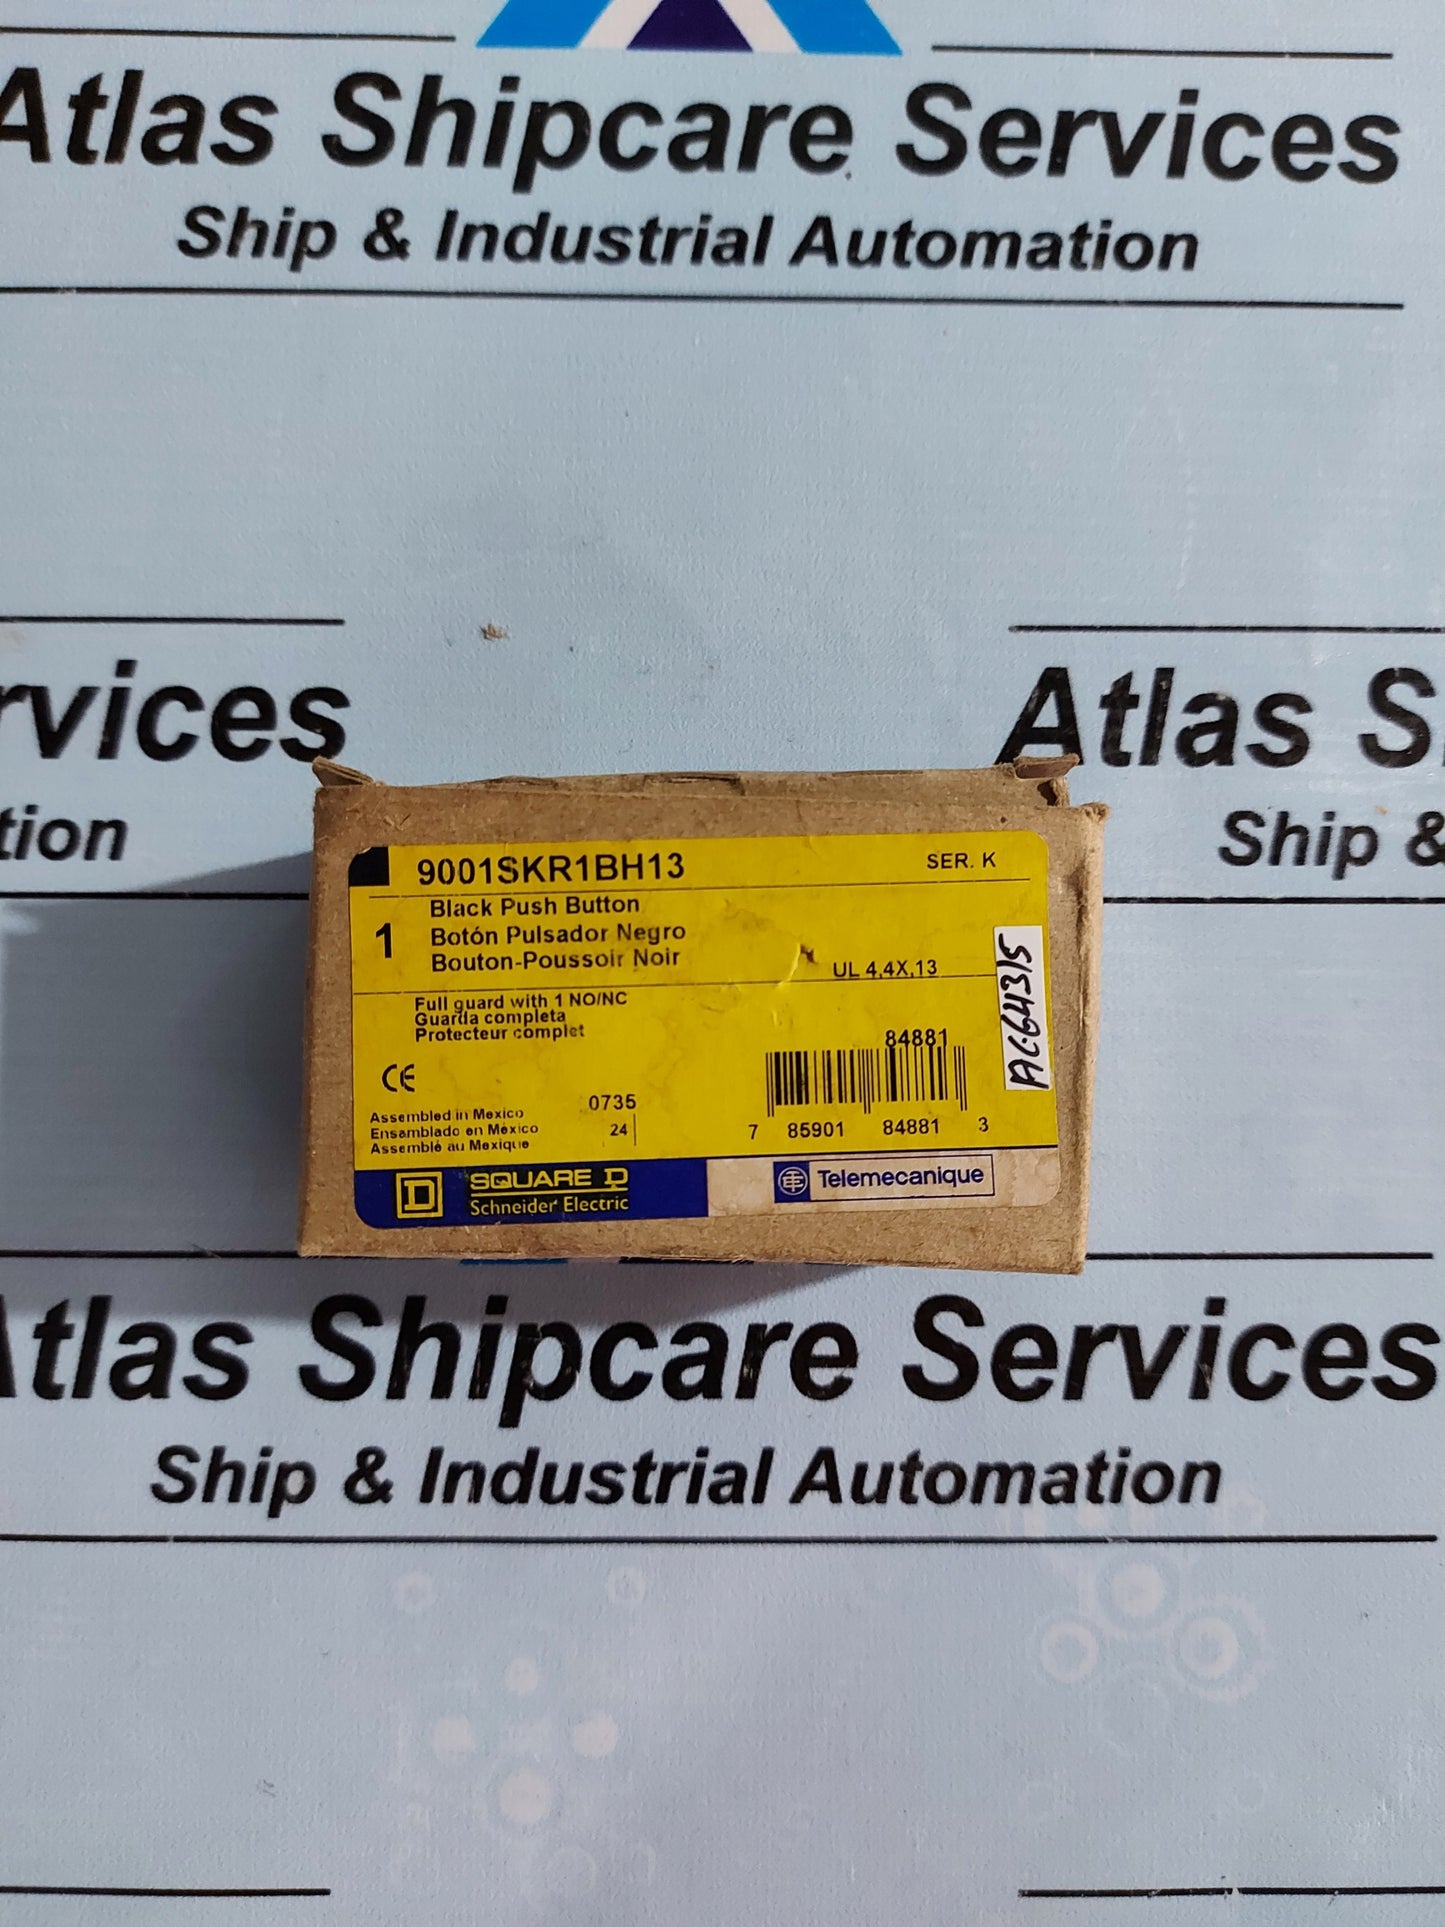 Atlas Shipcare Services
Ship & Industrial Automation
rvices
tion
Atlas S
Ship &
9001SKR1BH13
SER. K
1
Black Push Button
Botón Pulsador Negro
Bouton-Poussoir Noir
UL 4,4X,13
Full guard with 1 NO/NC
Guarda completa
Protecteur complet
84881
CE
0735
24
Assembled in Mexico
Ensamblado en México
Assemblé au Mexique
7 85901 84881 3
D SQUARE D
Schneider Electric
Telemecanique
AC-64315
Atlas Shipcare Services
Ship & Industrial Automation